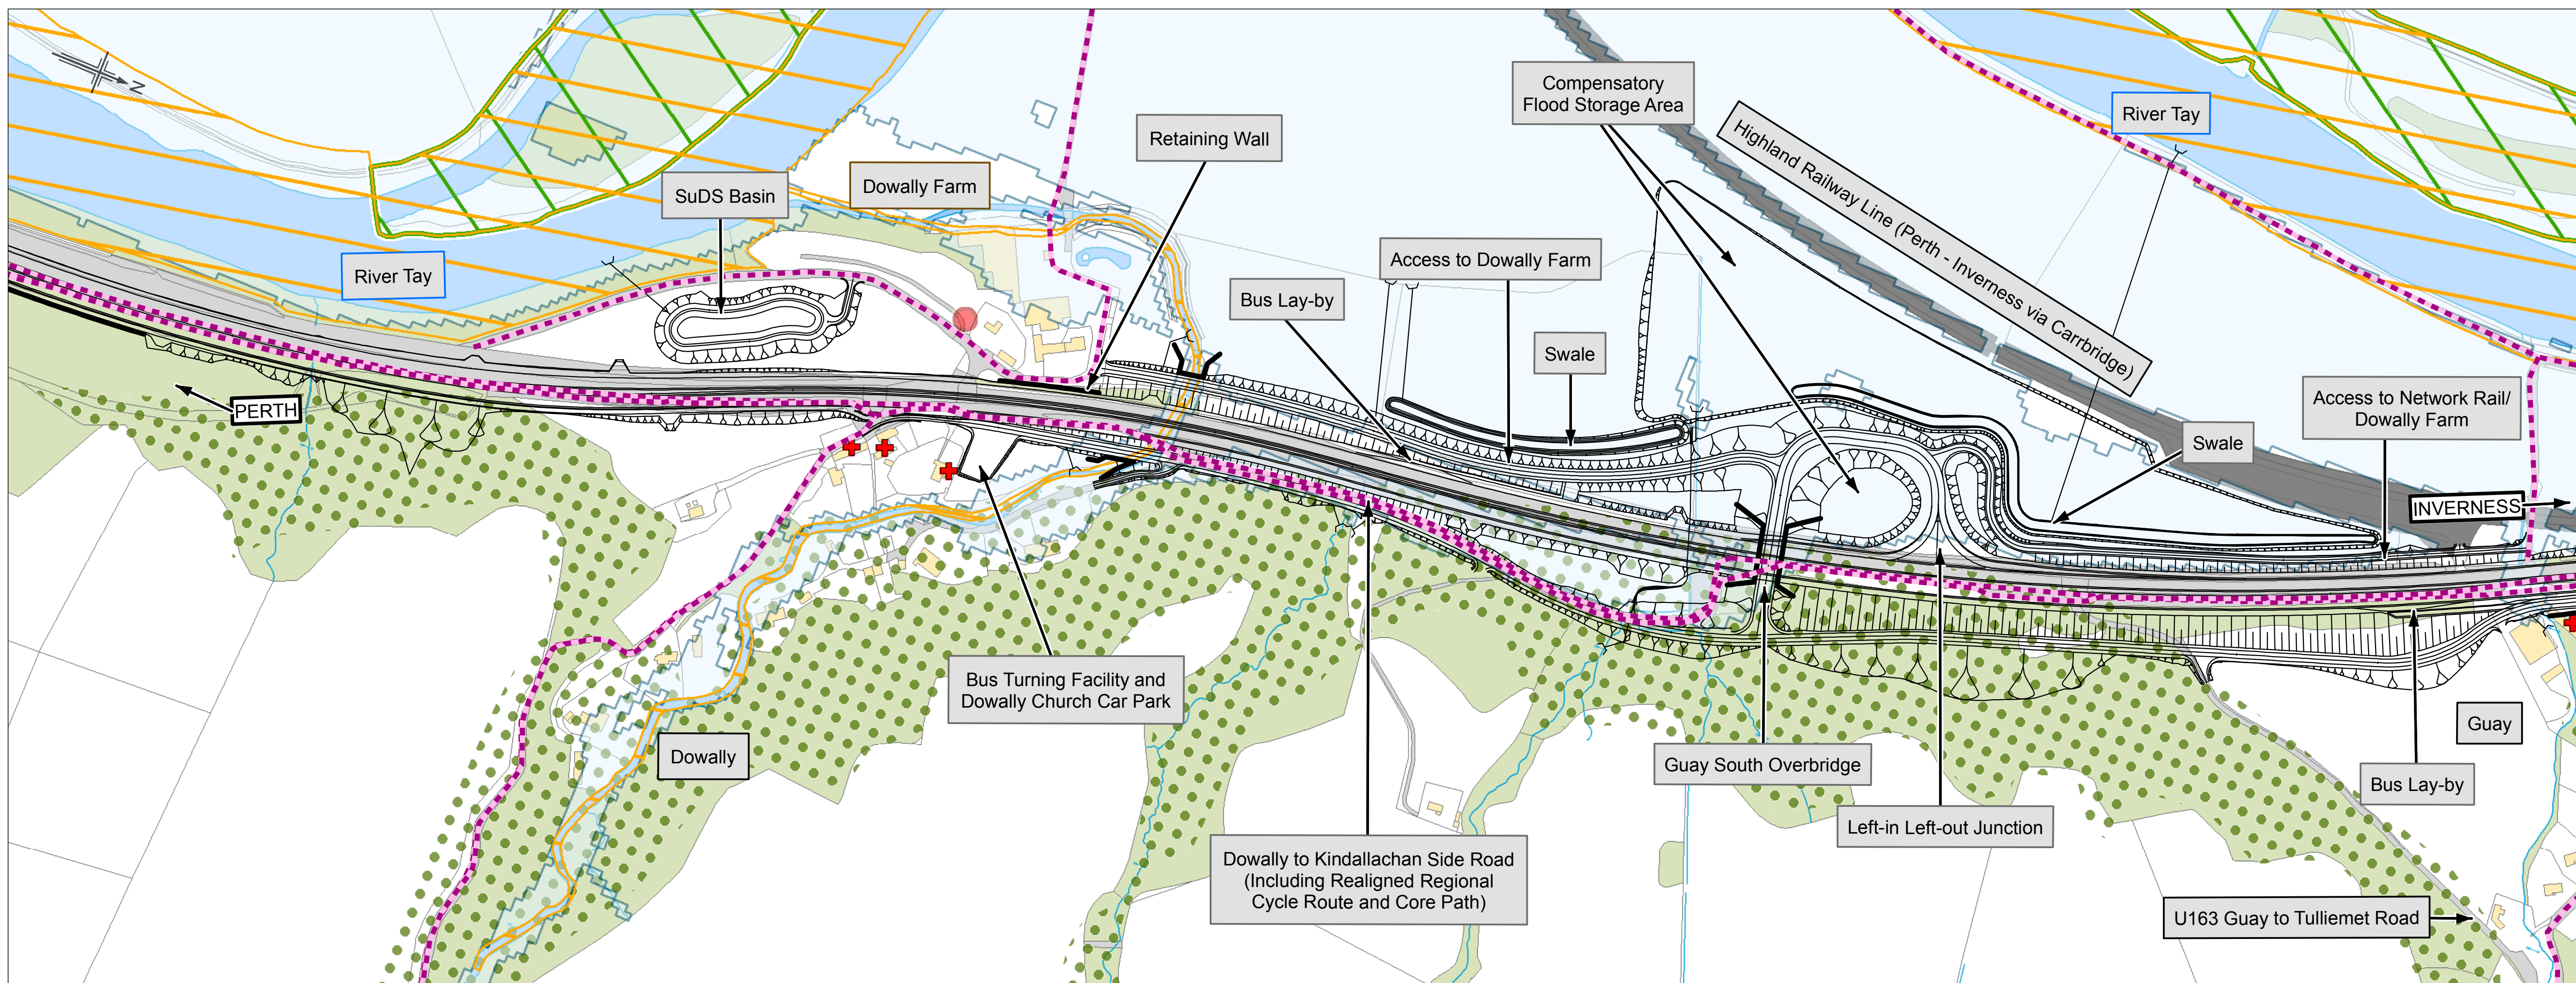 N
Compensatory
Flood Storage Area
River Tay
Retaining Wall
Highland Railway Line (Perth - Inverness via Carrbridge)
Dowally Farm
SuDS Basin
River Tay
Access to Dowally Farm
Bus Lay-by
Swale
Access to Network Rail/
Dowally Farm
PERTH
Swale
INVERNESS
Bus Turning Facility and
Dowally Church Car Park
Guay
Dowally
Guay South Overbridge
Bus Lay-by
Left-in Left-out Junction
Dowally to Kindallachan Side Road
(Including Realigned Regional
Cycle Route and Core Path)
U163 Guay to Tulliemet Road